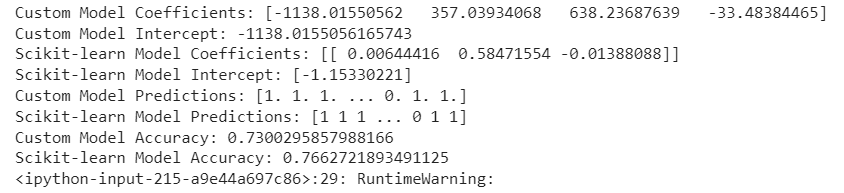 Custom Model Coefficients: [-1138.01550562   357.03934068   638.23687639   -33.48384465]
Custom Model Intercept: -1138.0155056165743
Scikit-learn Model Coefficients: [[ 0.00644416  0.58471554 -0.01388088]]
Scikit-learn Model Intercept: [-1.15330221]
Custom Model Predictions: [1. 1. 1. ... 0. 1. 1.]
Scikit-learn Model Predictions: [1 1 1 ... 0 1 1]
Custom Model Accuracy: 0.7300295857988166
Scikit-learn Model Accuracy: 0.7662721893491125
<ipython-input-215-a9e44a697c86>:29: RuntimeWarning: